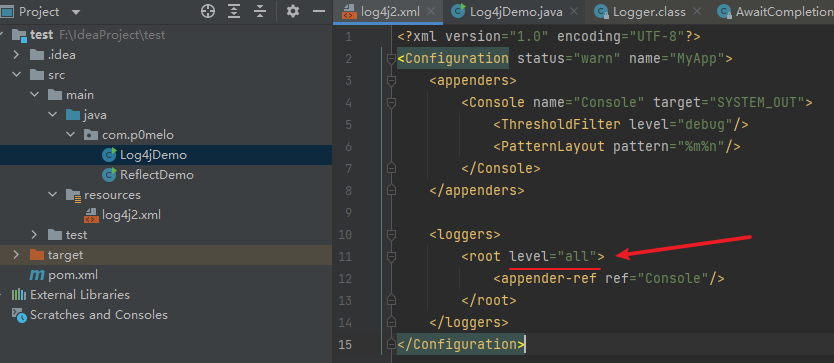 Project
test F:\IdeaProject\test
.idea
src
main
java
com.p0melo
Log4jDemo
ReflectDemo
resources
log4j2.xml
test
target
pom.xml
External Libraries
Scratches and Consoles
log4j2.xml
Log4jDemo.java
Logger.class
AwaitCompletion
1 <?xml version="1.0" encoding="UTF-8"?>
2 <Configuration status="warn" name="MyApp">
3 <appenders>
4 <Console name="Console" target="SYSTEM_OUT">
5 <ThresholdFilter level="debug"/>
6 <PatternLayout pattern="%m%n"/>
7 </Console>
8 </appenders>
9
10 <loggers>
11 <root level="all">
12 <appender-ref ref="Console"/>
13 </root>
14 </loggers>
15 </Configuration>